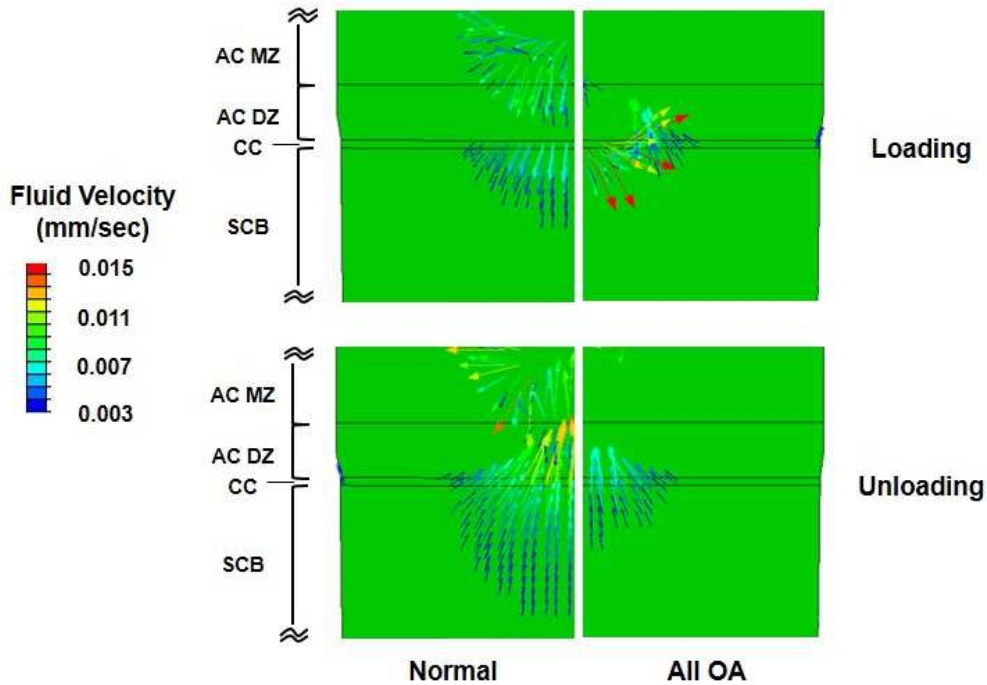 AC MZ
AC DZ
CC
SCB
Loading
Fluid Velocity
(mm/sec)
0.015
0.011
0.007
0.003
AC MZ
AC DZ
CC
SCB
Unloading
Normal
All OA